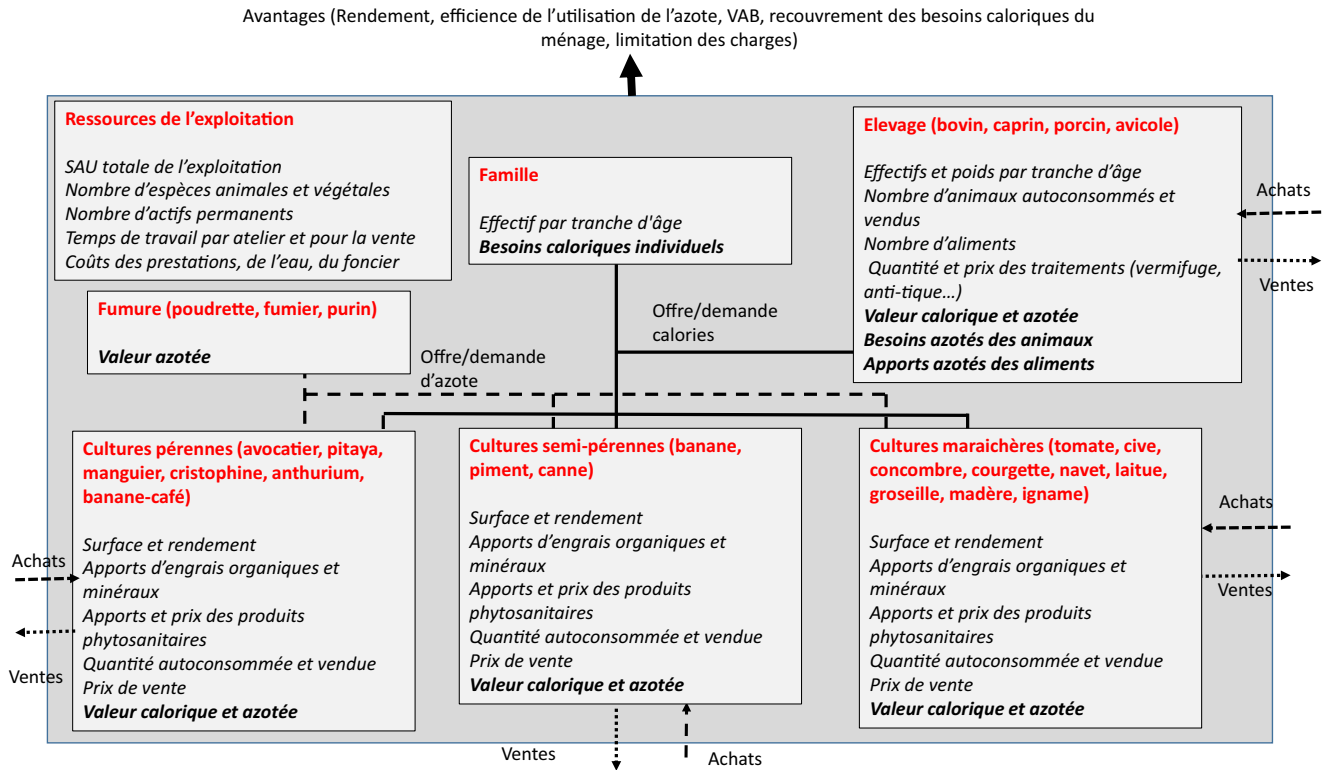 Avantages (Rendement, efficience de l'utilisation de l'azote, VAB, recouvrement des besoins caloriques du
ménage, limitation des charges)
Ressources de l'exploitation
SAU totale de l'exploitation
Nombre d'espèces animales et végétales
Nombre d'actifs permanents
Temps de travail par atelier et pour la vente
Coûts des prestations, de l'eau, du foncier
Famille
Effectif par tranche d'âge
Besoins caloriques individuels
Elevage (bovin, caprin, porcin, avicole)
Effectifs et poids par tranche d'âge
Nombre d'animaux autoconsommés et
vendus
Nombre d'aliments
Quantité et prix des traitements (vermifuge,
anti-tique...)
Valeur calorique et azotée
Besoins azotés des animaux
Apports azotés des aliments
Achats
Ventes
Fumure (poudrette, fumier, purin)
Valeur azotée
Offre/demande
calories
Offre/demande
d'azote
Cultures pérennes (avocatier, pitaya,
manguier, cristophine, anthurium,
banane-café)
Surface et rendement
Apports d'engrais organiques et
minéraux
Apports et prix des produits
phytosanitaires
Quantité autoconsommée et vendue
Prix de vente
Valeur calorique et azotée
Achats
Ventes
Cultures semi-pérennes (banane,
piment, canne)
Surface et rendement
Apports d'engrais organiques et
minéraux
Apports et prix des produits
phytosanitaires
Quantité autoconsommée et vendue
Prix de vente
Valeur calorique et azotée
Ventes
Achats
Cultures maraichères (tomate, cive,
concombre, courgette, navet, laitue,
groseille, madère, igname)
Surface et rendement
Apports d'engrais organiques et
minéraux
Apports et prix des produits
phytosanitaires
Quantité autoconsommée et vendue
Prix de vente
Valeur calorique et azotée
Achats
Ventes